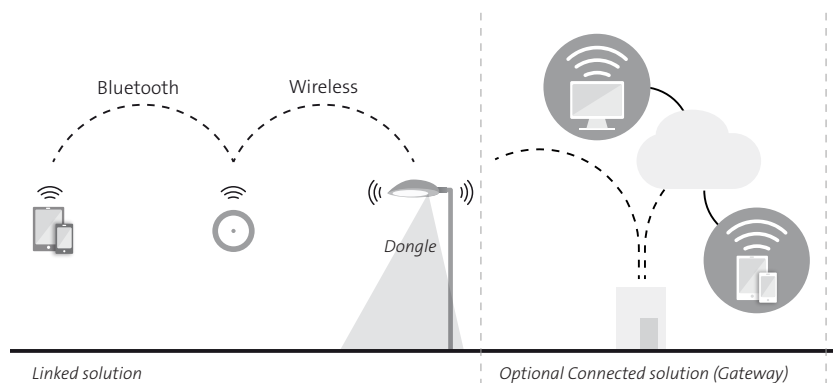 Bluetooth
Wireless
Dongle
Linked solution
Optional Connected solution (Gateway)